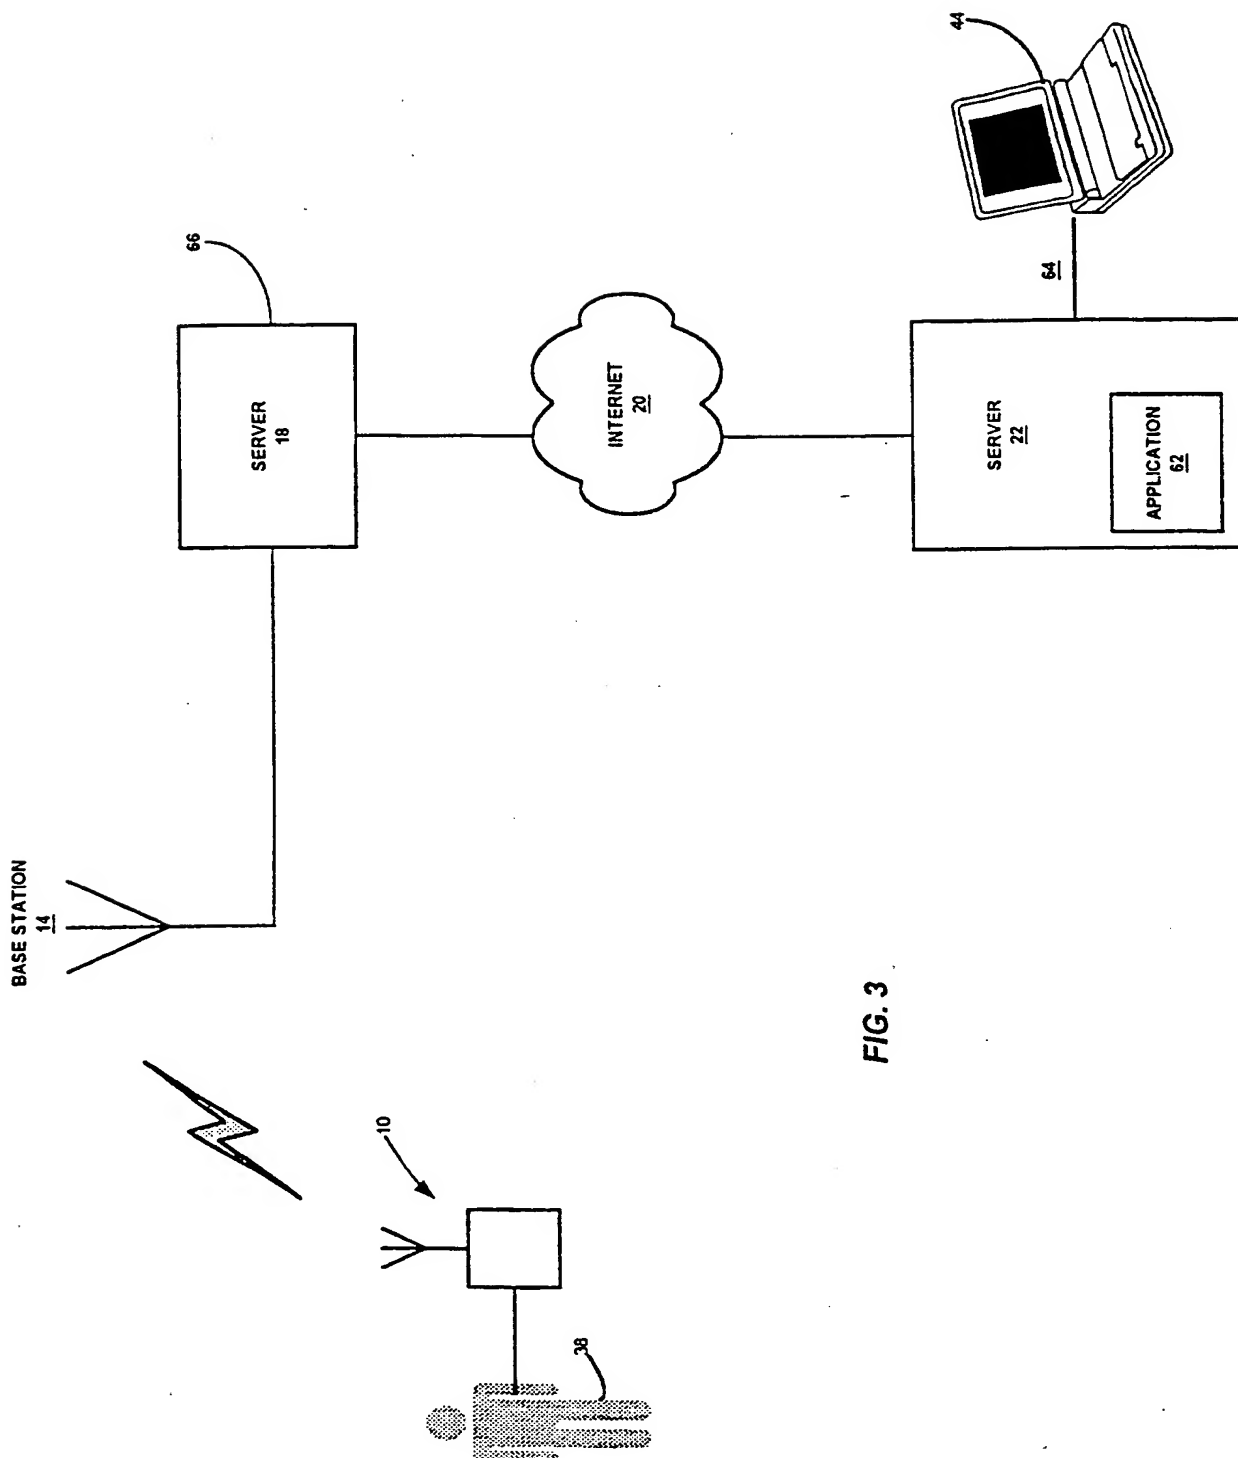 BASE STATION
14
66
SERVER
18
10
38
INTERNET
20
44
64
SERVER
22
APPLICATION
62
FIG. 3